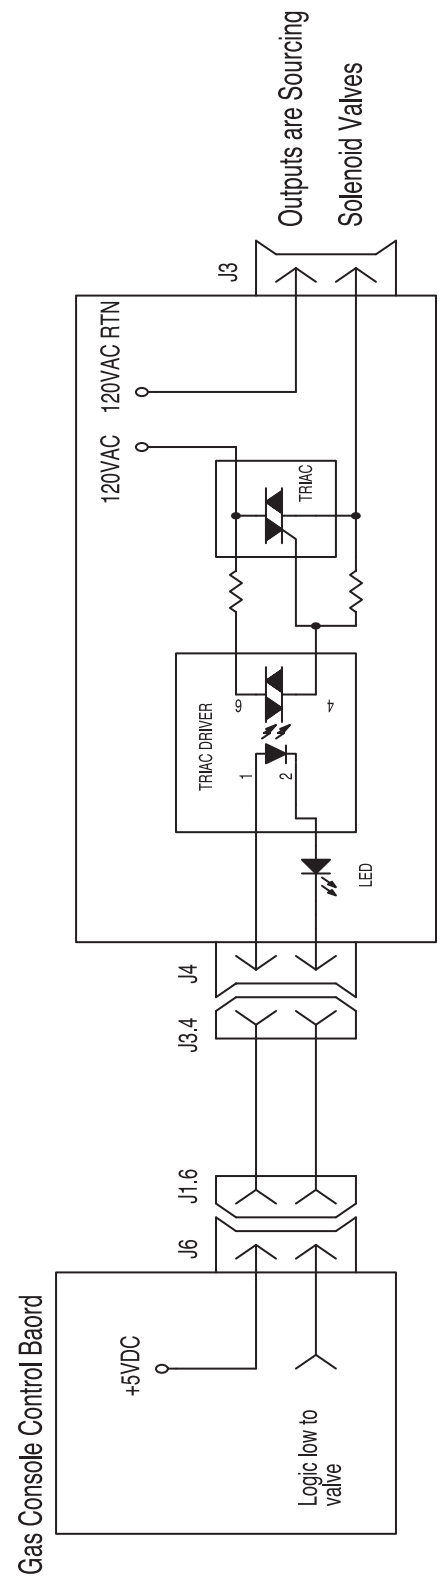 Gas Console Control Baord
+5VDC
Logic low to
valve
J6
J1.6
J3.4
J4
LED
TRIAC DRIVER
1
2
6
4
120VAC
120VAC RTN
TRIAC
J3
Outputs are Sourcing
Solenoid Valves